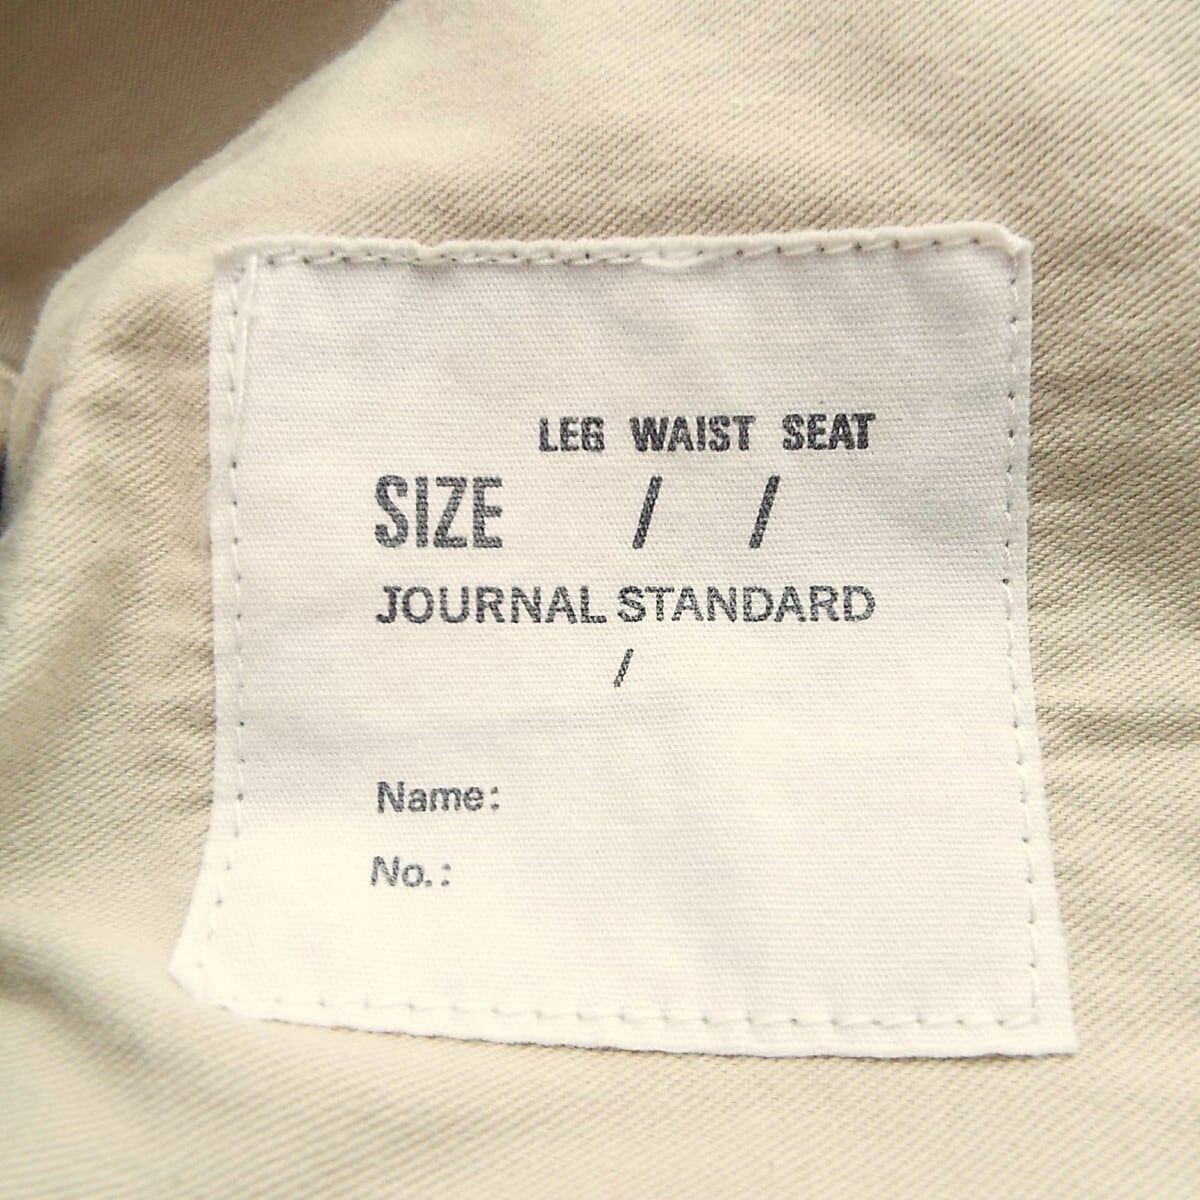 LEG WAIST SEAT
SIZE / /
JOURNAL STANDARD
/
Name:
No.: